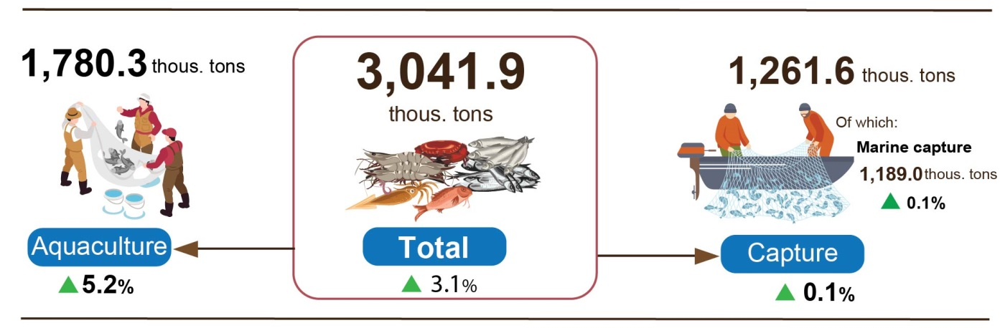 1,780.3 thous. tons
Aquaculture
5.2%
3,041.9
thous. tons
Total
3.1%
1,261.6 thous. tons
Of which:
Marine capture
1,189.0 thous. tons
0.1%
Capture
0.1%